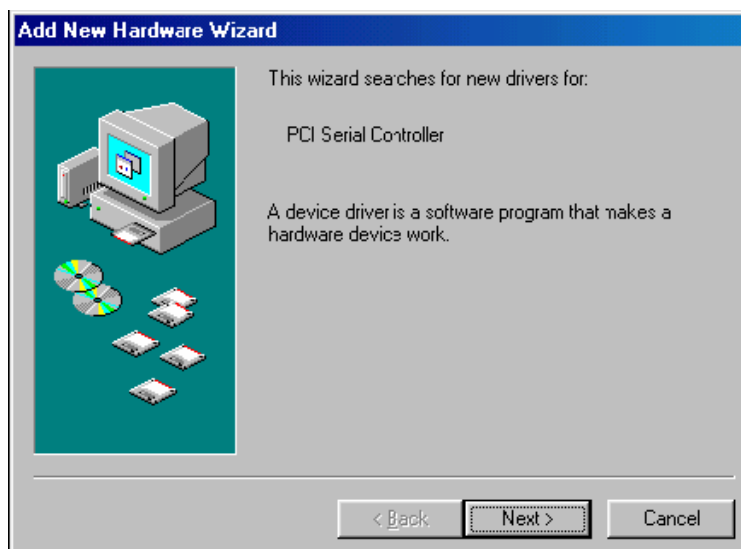 Add New Hardware Wizard
This wizard searches for new drivers for:
PCI Serial Controller
A device driver is a software program that makes a
hardware device work.
< Back
Next >
Cancel